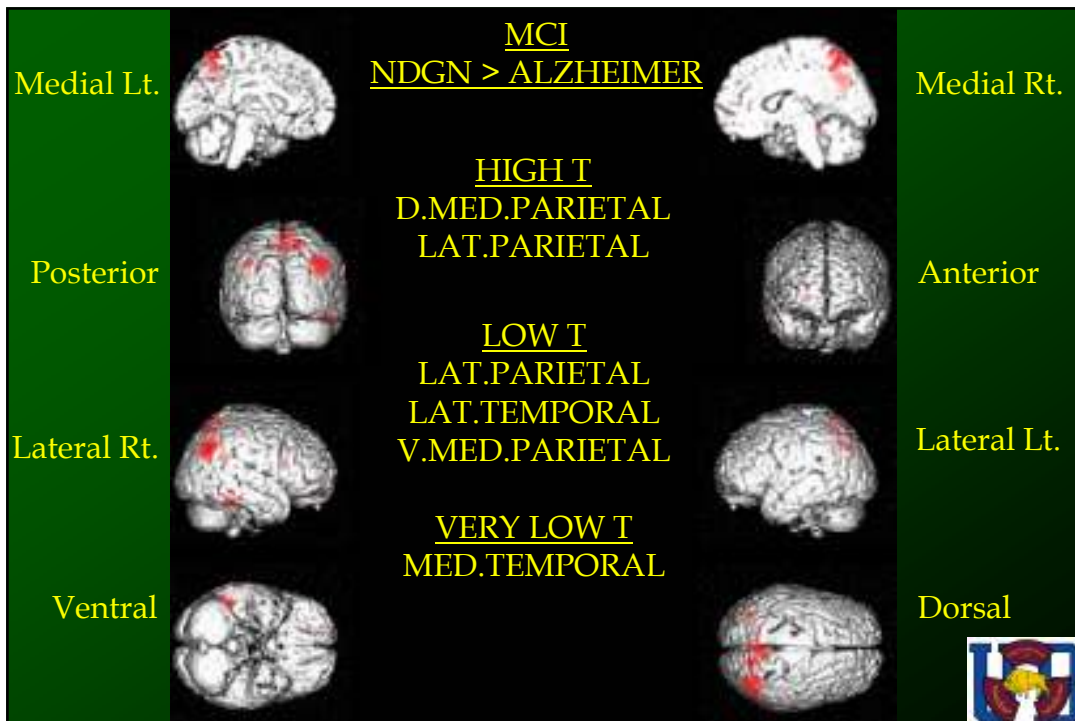 MCI
NDGN > ALZHEIMER
Medial Lt.
Medial Rt.
HIGH T
D.MED.PARIETAL
LAT.PARIETAL
Posterior
Anterior
LOW T
LAT.PARIETAL
LAT.TEMPORAL
V.MED.PARIETAL
Lateral Rt.
Lateral Lt.
VERY LOW T
MED.TEMPORAL
Ventral
Dorsal